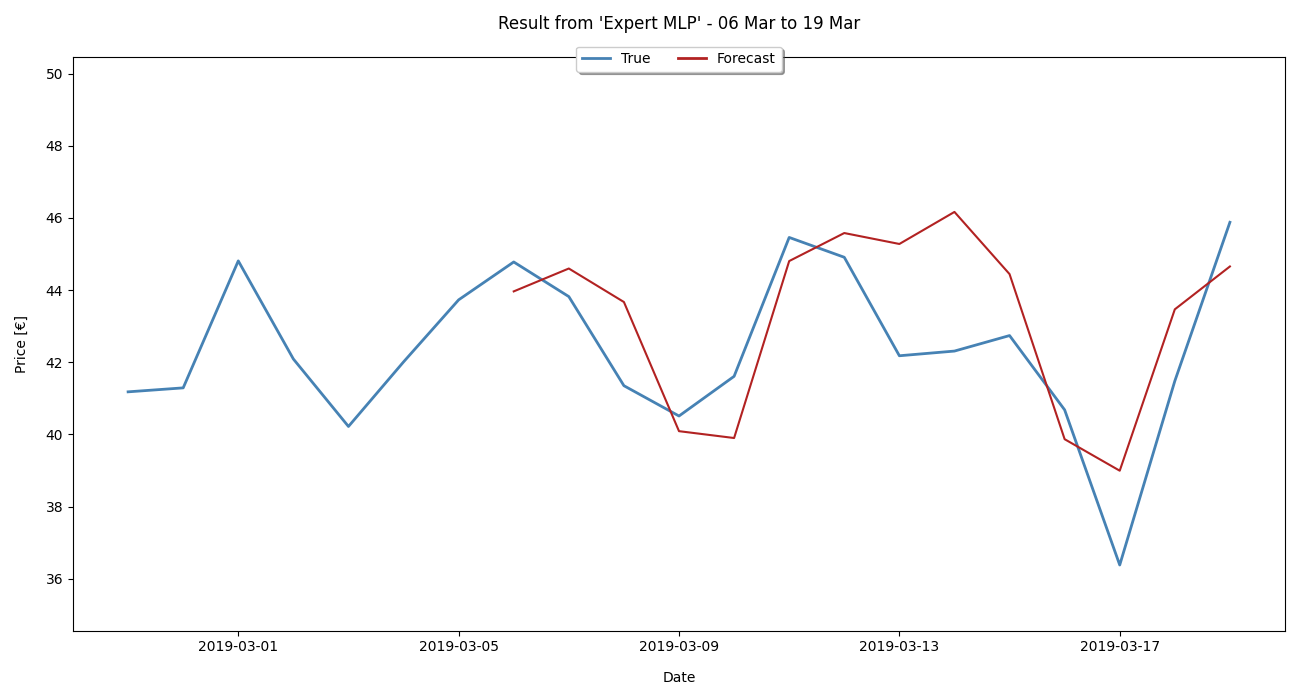 Result from 'Expert MLP' - 06 Mar to 19 Mar
True Forecast
50
48
46
44
42
40
38
36
Price [€]
2019-03-01 2019-03-05 2019-03-09 2019-03-13 2019-03-17
Date